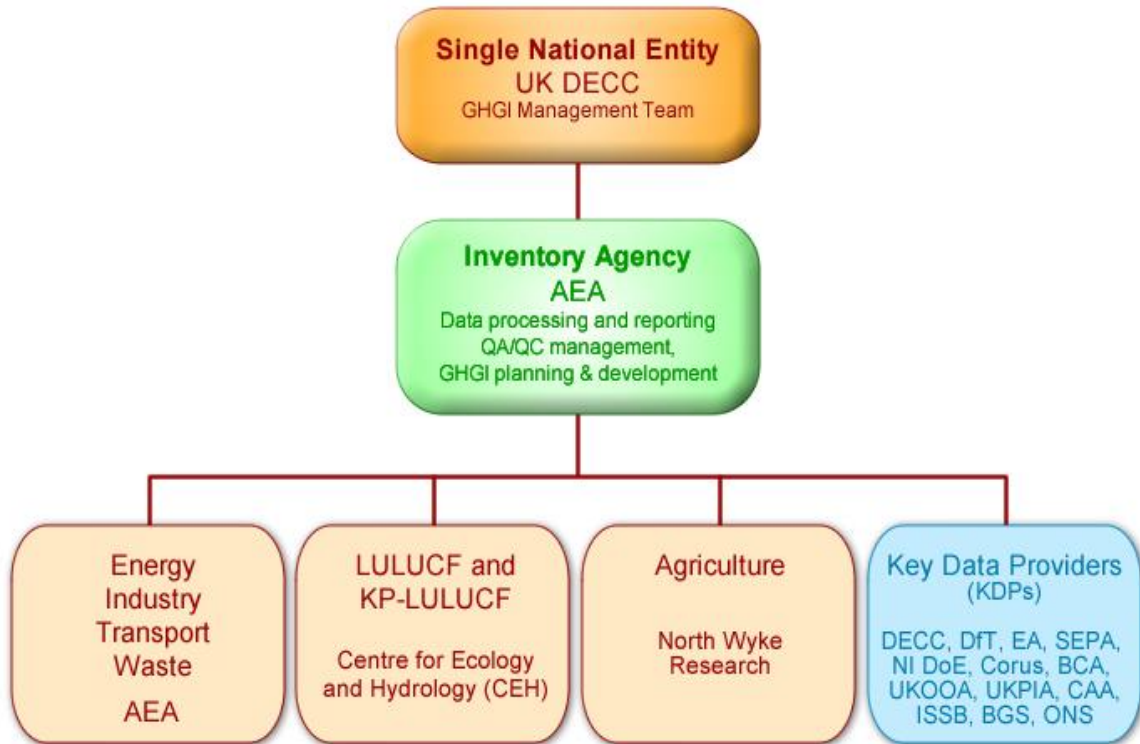 Single National Entity
UK DECC
GHGI Management Team
Inventory Agency
AEA
Data processing and reporting
QA/QC management,
GHGI planning & development
Energy
Industry
Transport
Waste
AEA
LULUCF and
KP-LULUCF
Centre for Ecology
and Hydrology (CEH)
Agriculture
North Wyke
Research
Key Data Providers
(KDPs)
DECC, DfT, EA, SEPA,
NI DoE, Corus, BCA,
UKOOA, UKPIA, CAA,
ISSB, BGS, ONS